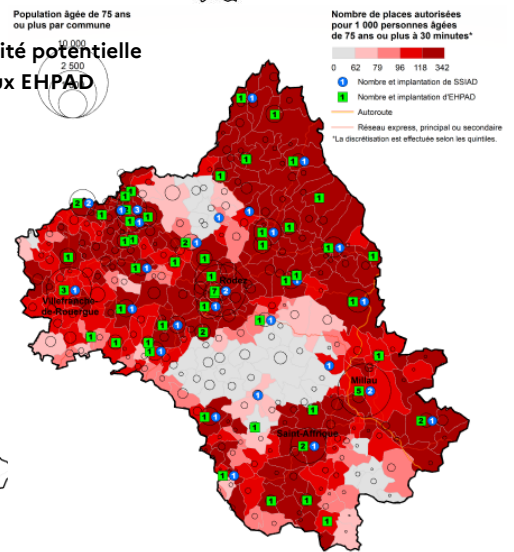 Population âgée de 75 ans
ou plus par commune
10 000
ité potentielle
2 500
ux EHPAD
Nombre de places autorisées
pour 1 000 personnes âgées
de 75 ans ou plus à 30 minutes*
0 62 79 96 118 342
1 Nombre et implantation de SSIAD
1 Nombre et implantation d'EHPAD
Autoroute
Réseau express, principal ou secondaire
*La discrétisation est effectuée selon les quintiles.
Rodez
Villefranche
de-Rouergue
Millau
Saint-Affrique